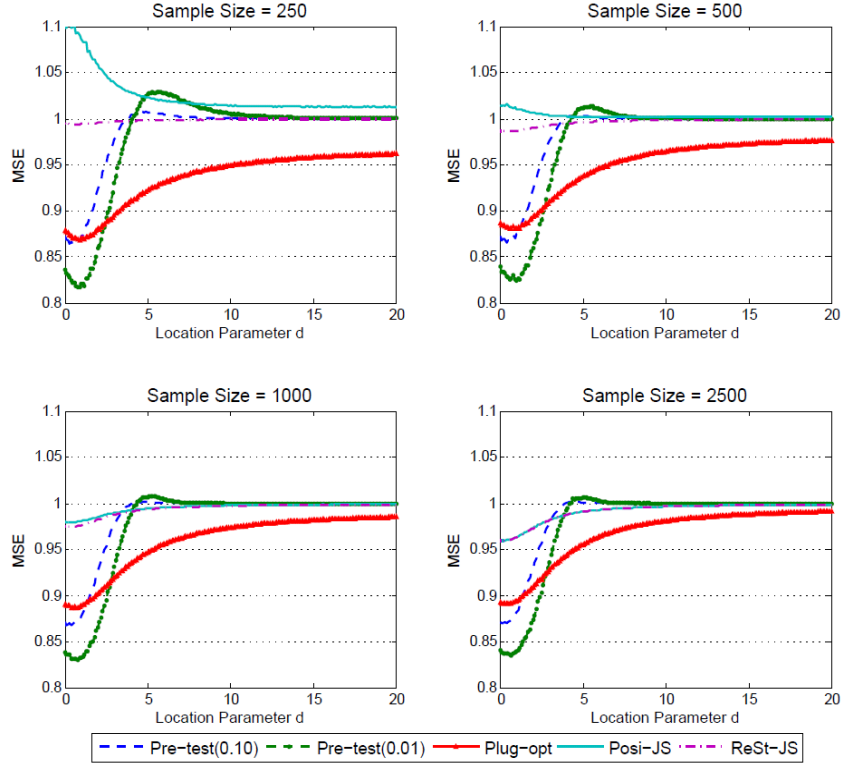 Sample Size = 250
1.1
1.05
1
0.95
0.9
0.85
0.8
MSE
0 5 10 15 20
Location Parameter d
Sample Size = 500
1.1
1.05
1
0.95
0.9
0.85
0.8
MSE
0 5 10 15 20
Location Parameter d
Sample Size = 1000
1.1
1.05
1
0.95
0.9
0.85
0.8
MSE
0 5 10 15 20
Location Parameter d
Sample Size = 2500
1.1
1.05
1
0.95
0.9
0.85
0.8
MSE
0 5 10 15 20
Location Parameter d
Pre-test(0.10) Pre-test(0.01) Plug-opt Posi-JS ReSt-JS